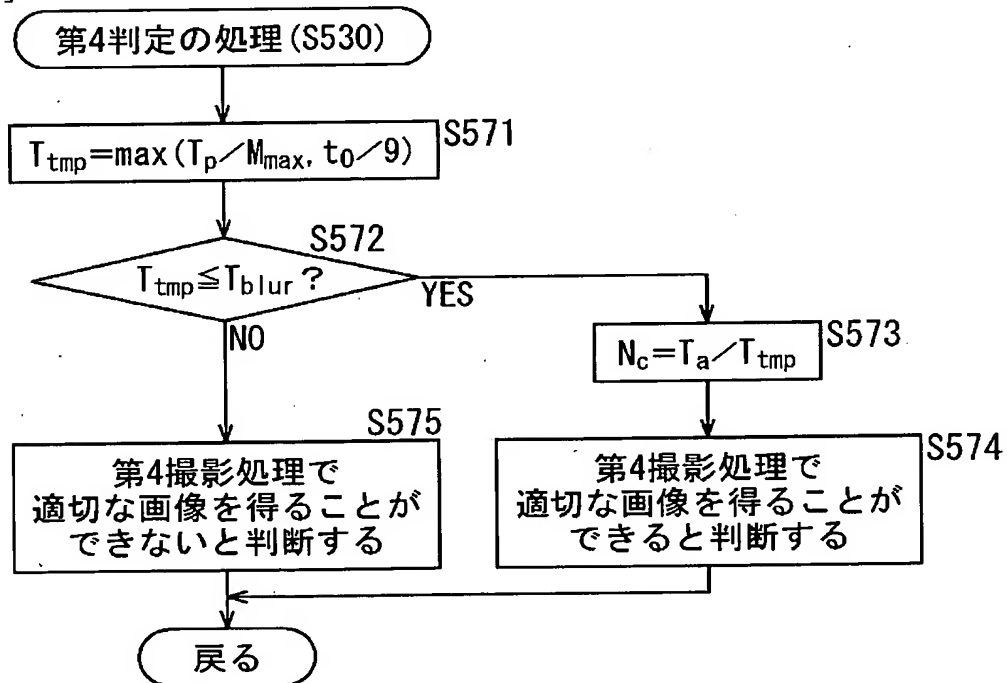 第4判定の処理(S530)
S571
T_tmp=max(T_p／M_max, t_0／9)
S572
T_tmp≦T_blur?
YES
NO
S573
N_c=T_a／T_tmp
S575
第4撮影処理で
適切な画像を得ることが
できないと判断する
S574
第4撮影処理で
適切な画像を得ることが
できると判断する
戻る